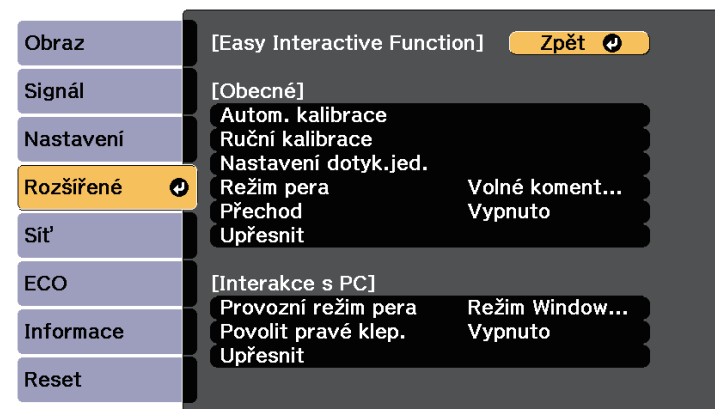 Obraz
Signál
Nastavení
Rozšířené
Síť
ECO
Informace
Reset
[Easy Interactive Function] Zpět
[Obecné]
Autom. kalibrace
Ruční kalibrace
Nastavení dotyk.jed.
Režim pera Volné koment...
Přechod Vypnuto
Upřesnit
[Interakce s PC]
Provozní režim pera Režim Window...
Povolit pravé klep. Vypnuto
Upřesnit